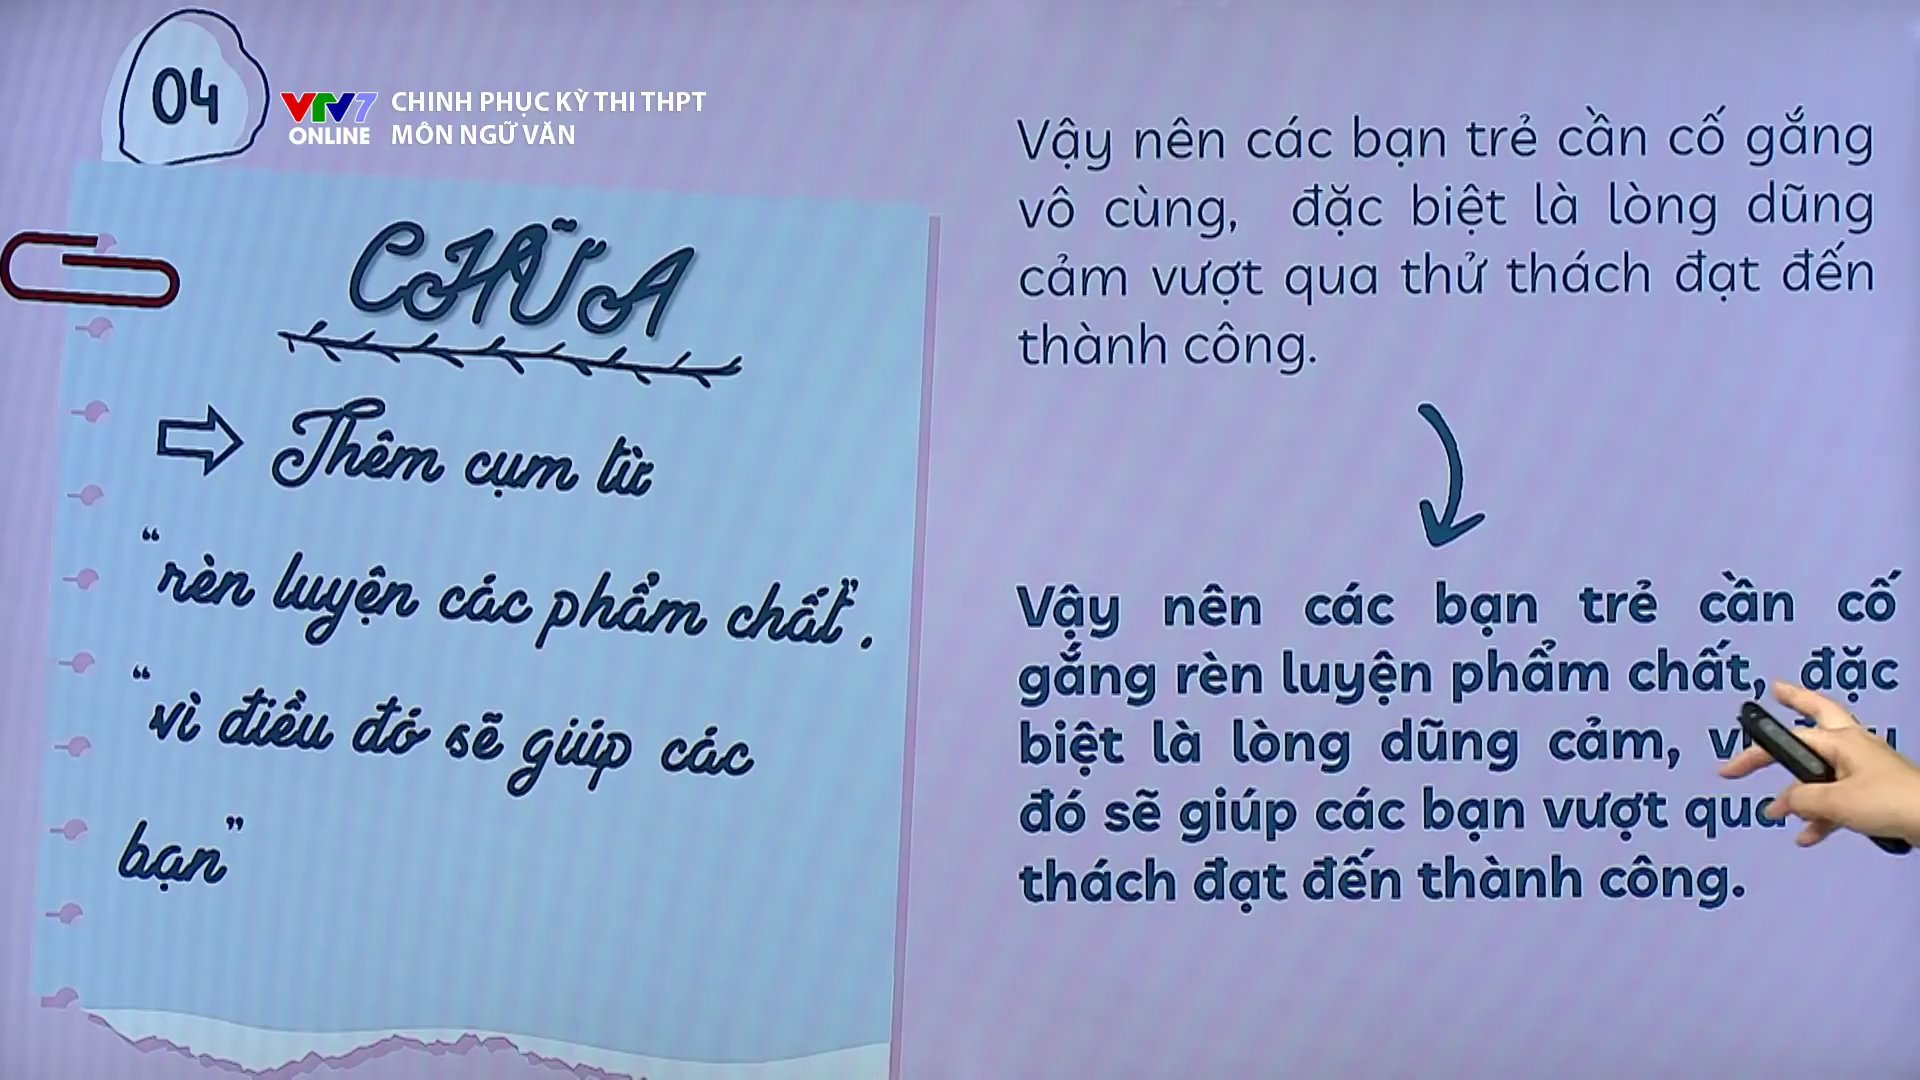 04
VTV7
ONLINE
CHINH PHỤC KỲ THI THPT
MÔN NGỮ VĂN
CHỮA
Thêm cụm từ
“rèn luyện các phẩm chất”.
“vì điều đó sẽ giúp các
bạn”
Vậy nên các bạn trẻ cần cố gắng
vô cùng, đặc biệt là lòng dũng
cảm vượt qua thử thách đạt đến
thành công.
Vậy nên các bạn trẻ cần cố
gắng rèn luyện phẩm chất, đặc
biệt là lòng dũng cảm,
đó sẽ giúp các bạn vượt qua
thách đạt đến thành công.